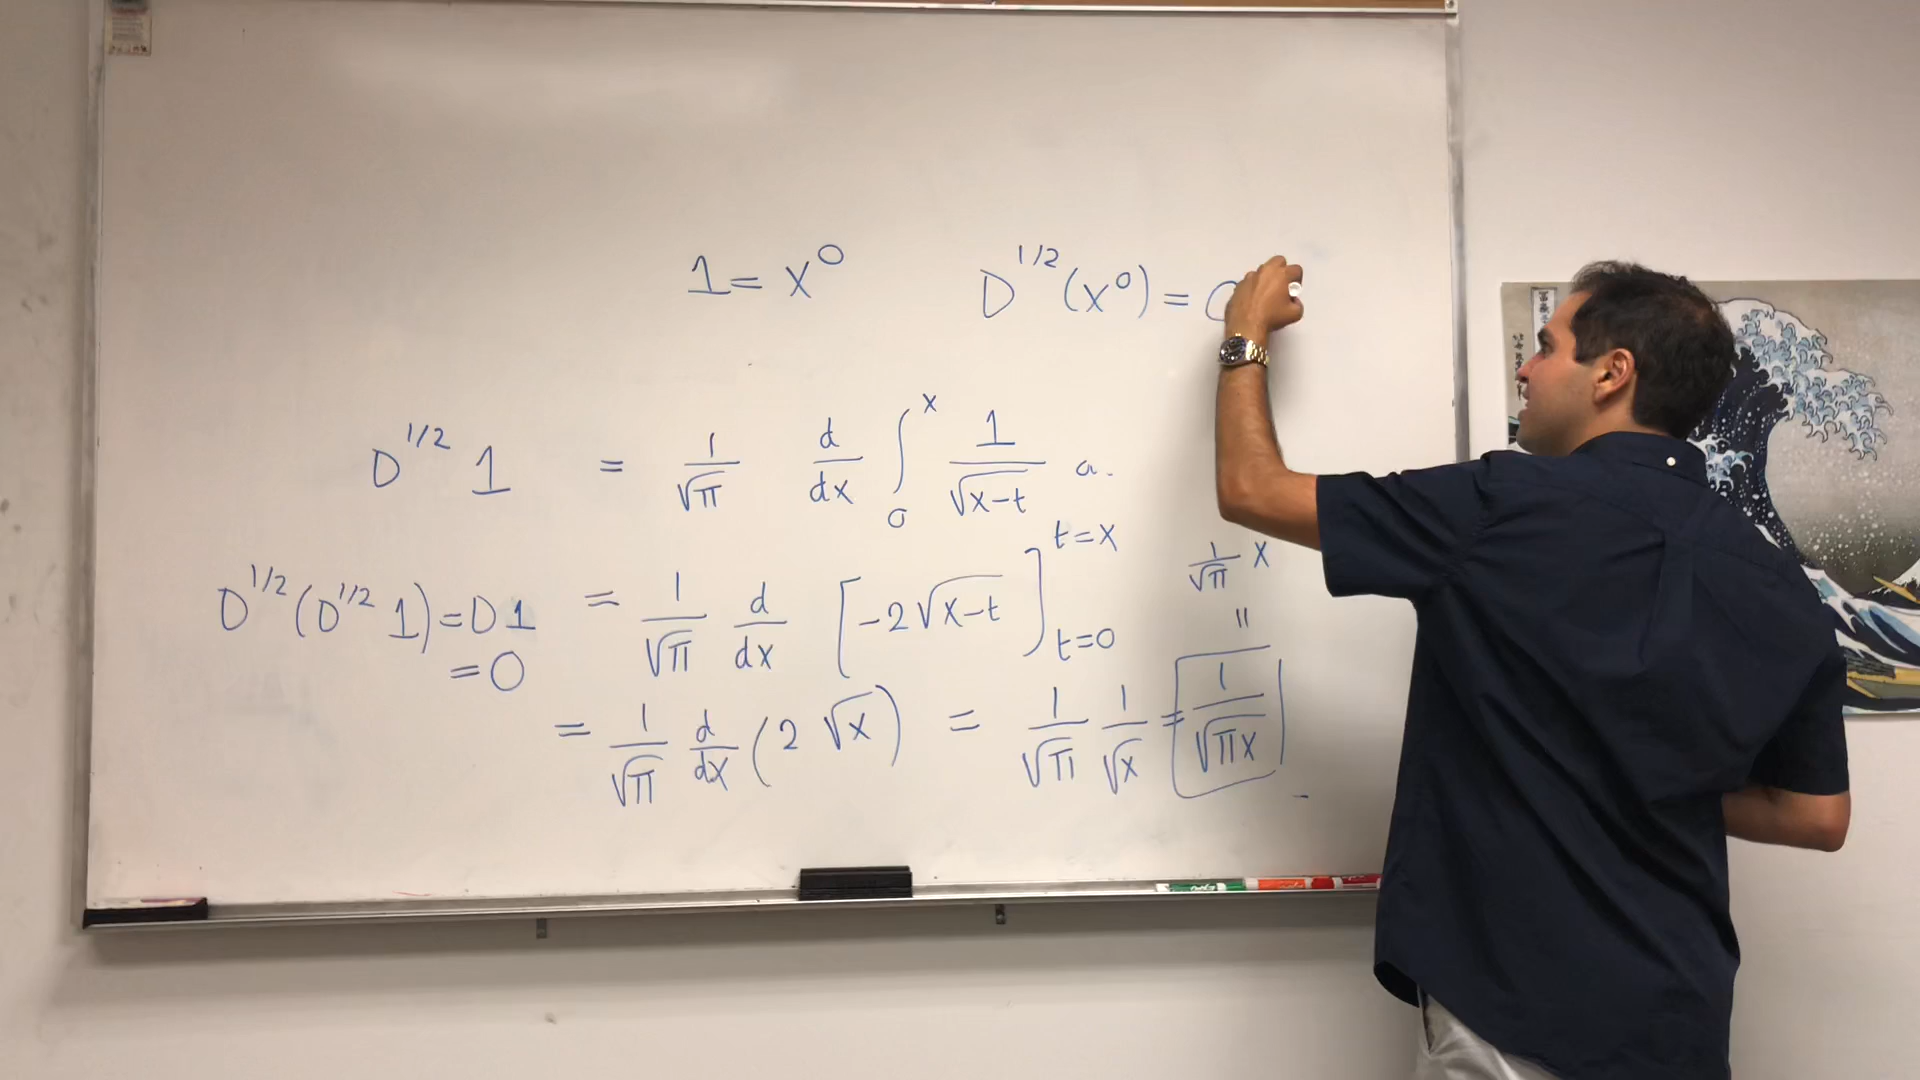 1 = x⁰
D^{1/2}(x⁰) =
D^{1/2} 1 = 1/√π d/dx ∫₀ˣ 1/√(x-t)
D^{1/2}(D^{1/2} 1) = D 1
= 0
= 1/√π d/dx [-2√(x-t)]
t=x
t=0
= 1/√π d/dx (2 √x) = 1/√π 1/√x = 1/√(πx)
1/√π x
=